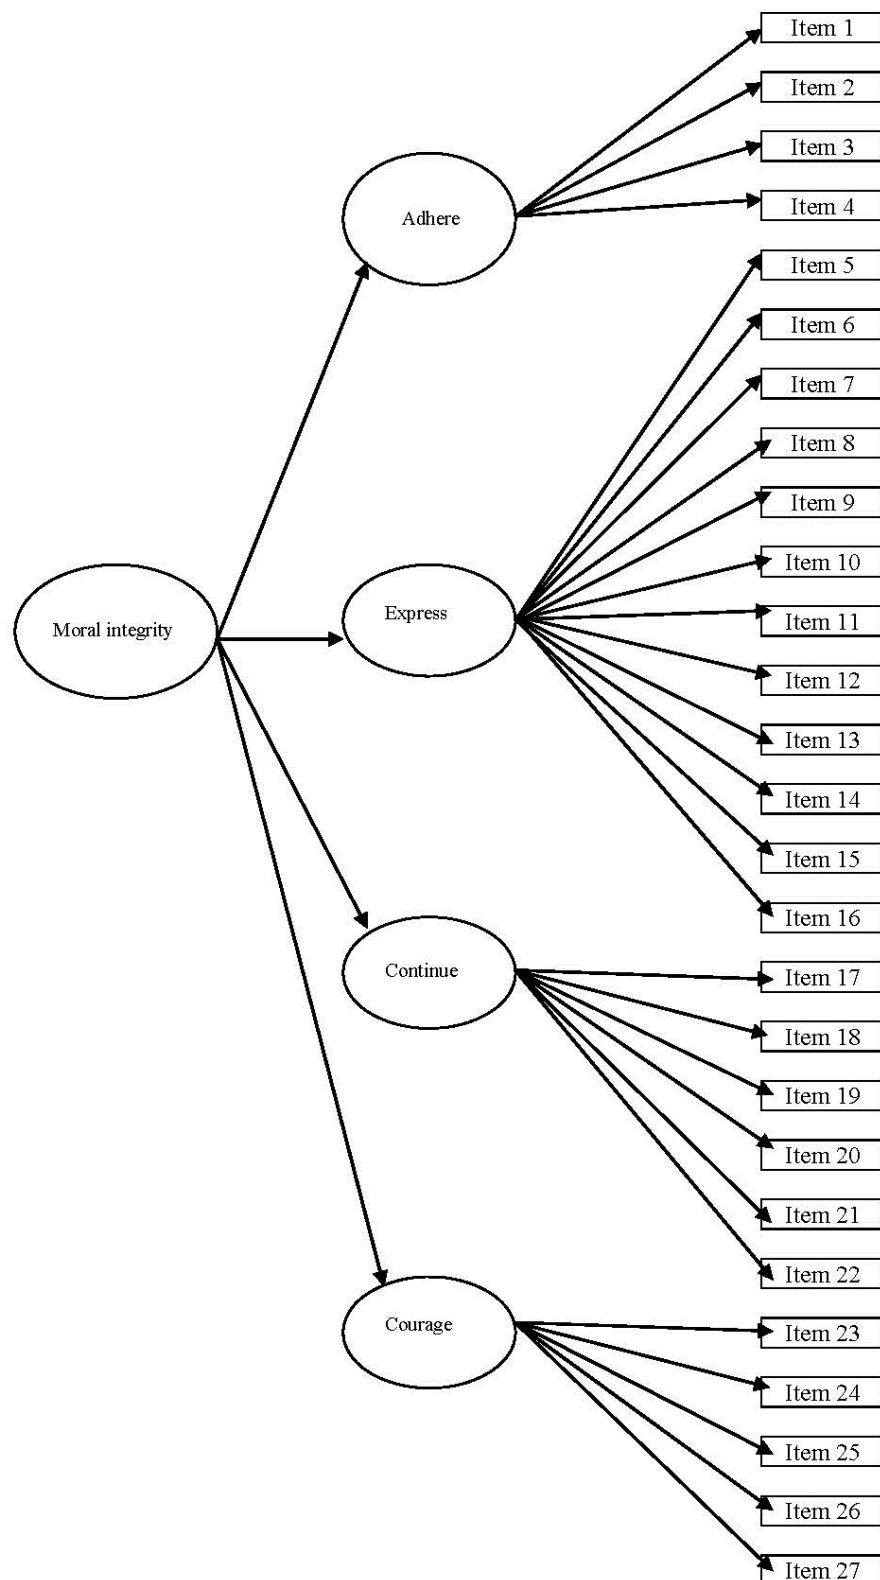 Item 1
Item 2
Item 3
Item 4
Adhere
Item 5
Item 6
Item 7
Item 8
Item 9
Item 10
Item 11
Express
Moral integrity
Item 12
Item 13
Item 14
Item 15
Item 16
Continue
Item 17
Item 18
Item 19
Item 20
Item 21
Item 22
Courage
Item 23
Item 24
Item 25
Item 26
Item 27